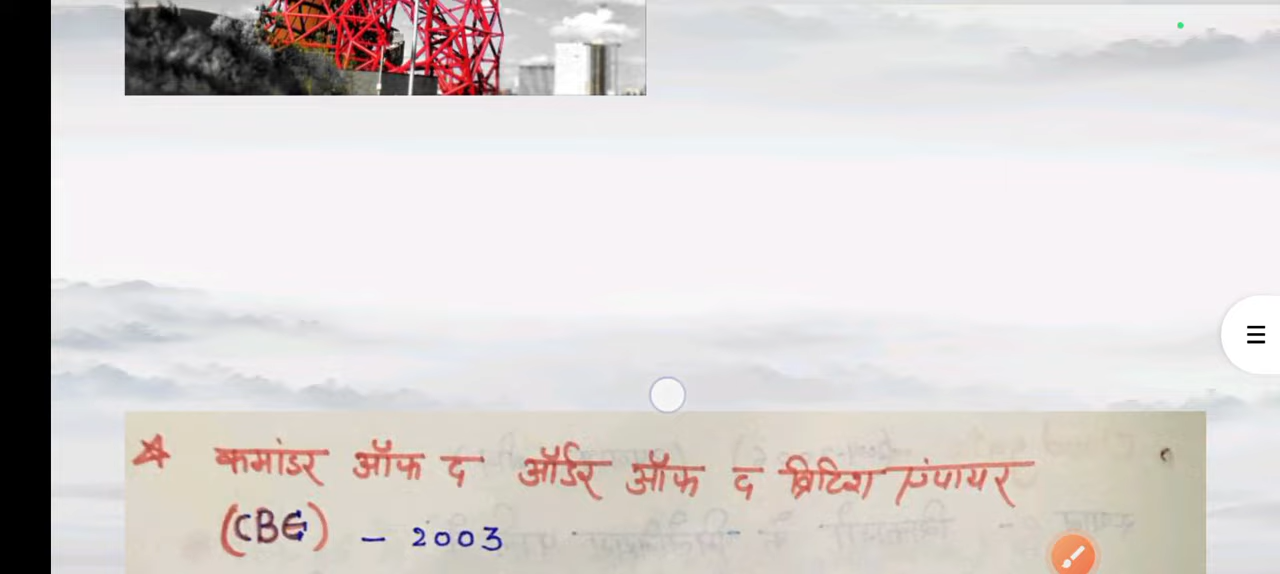 ★ कमांडर ऑफ द ऑर्डर ऑफ द ब्रिटिश एंपायर
(CBE) - 2003